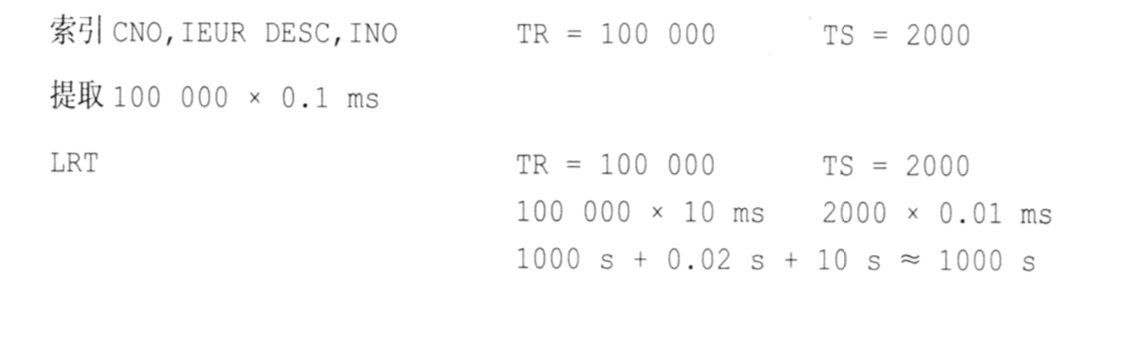 索引 CNO,IEUR DESC,INO TR = 100 000 TS = 2000
提取 100 000 × 0.1 ms
LRT TR = 100 000 TS = 2000
100 000 × 10 ms 2000 × 0.01 ms
1000 s + 0.02 s + 10 s ≈ 1000 s